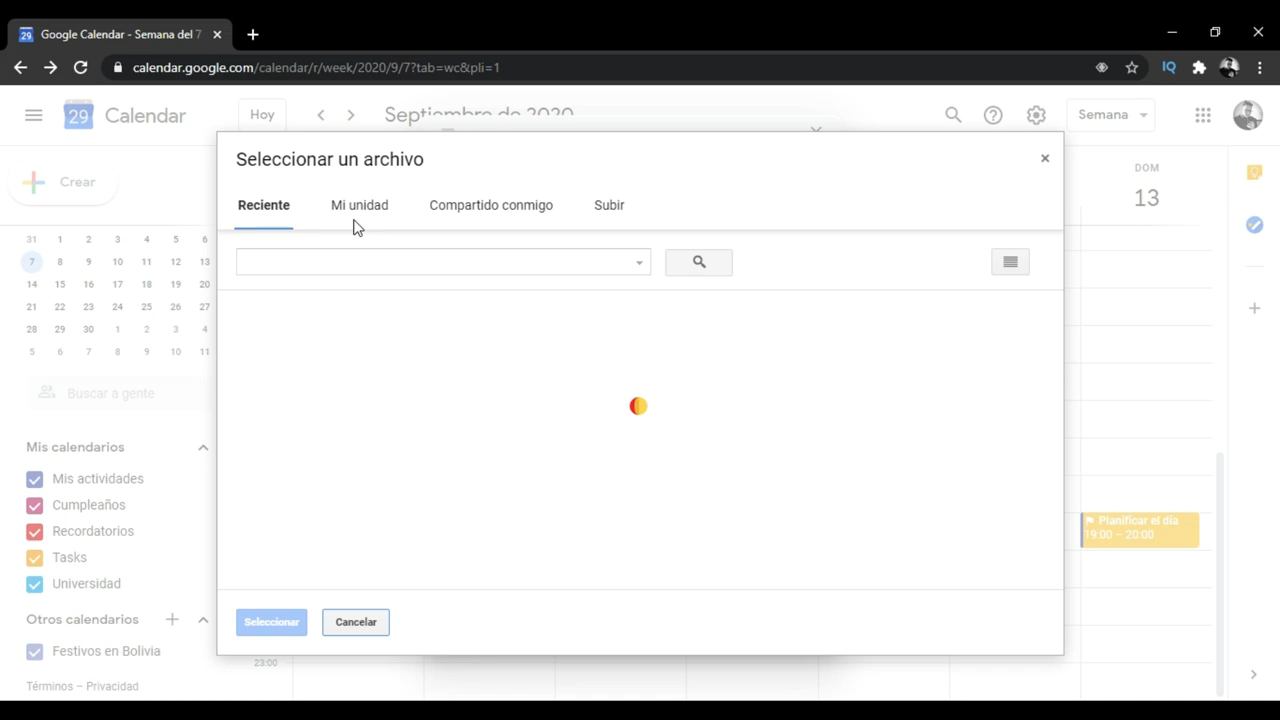 Google Calendar - Semana del 7
calendar.google.com/calendar/r/week/2020/9/7?tab=wc&pli=1
IQ
29 Calendar
Hoy
Septiembre de 2020
Semana
Crear
31 1 2 3 4 5 6
7 8 9 10 11 12 13
14 15 16 17 18 19 20
21 22 23 24 25 26 27
28 29 30 1 2 3 4
5 6 7 8 9 10 11
Buscar a gente
Mis calendarios
Mis actividades
Cumpleaños
Recordatorios
Tasks
Universidad
Otros calendarios
Festivos en Bolivia
Términos – Privacidad
Seleccionar un archivo
Reciente
Mi unidad
Compartido conmigo
Subir
Seleccionar
Cancelar
23:00
DOM
13
Planificar el día
19:00 – 20:00